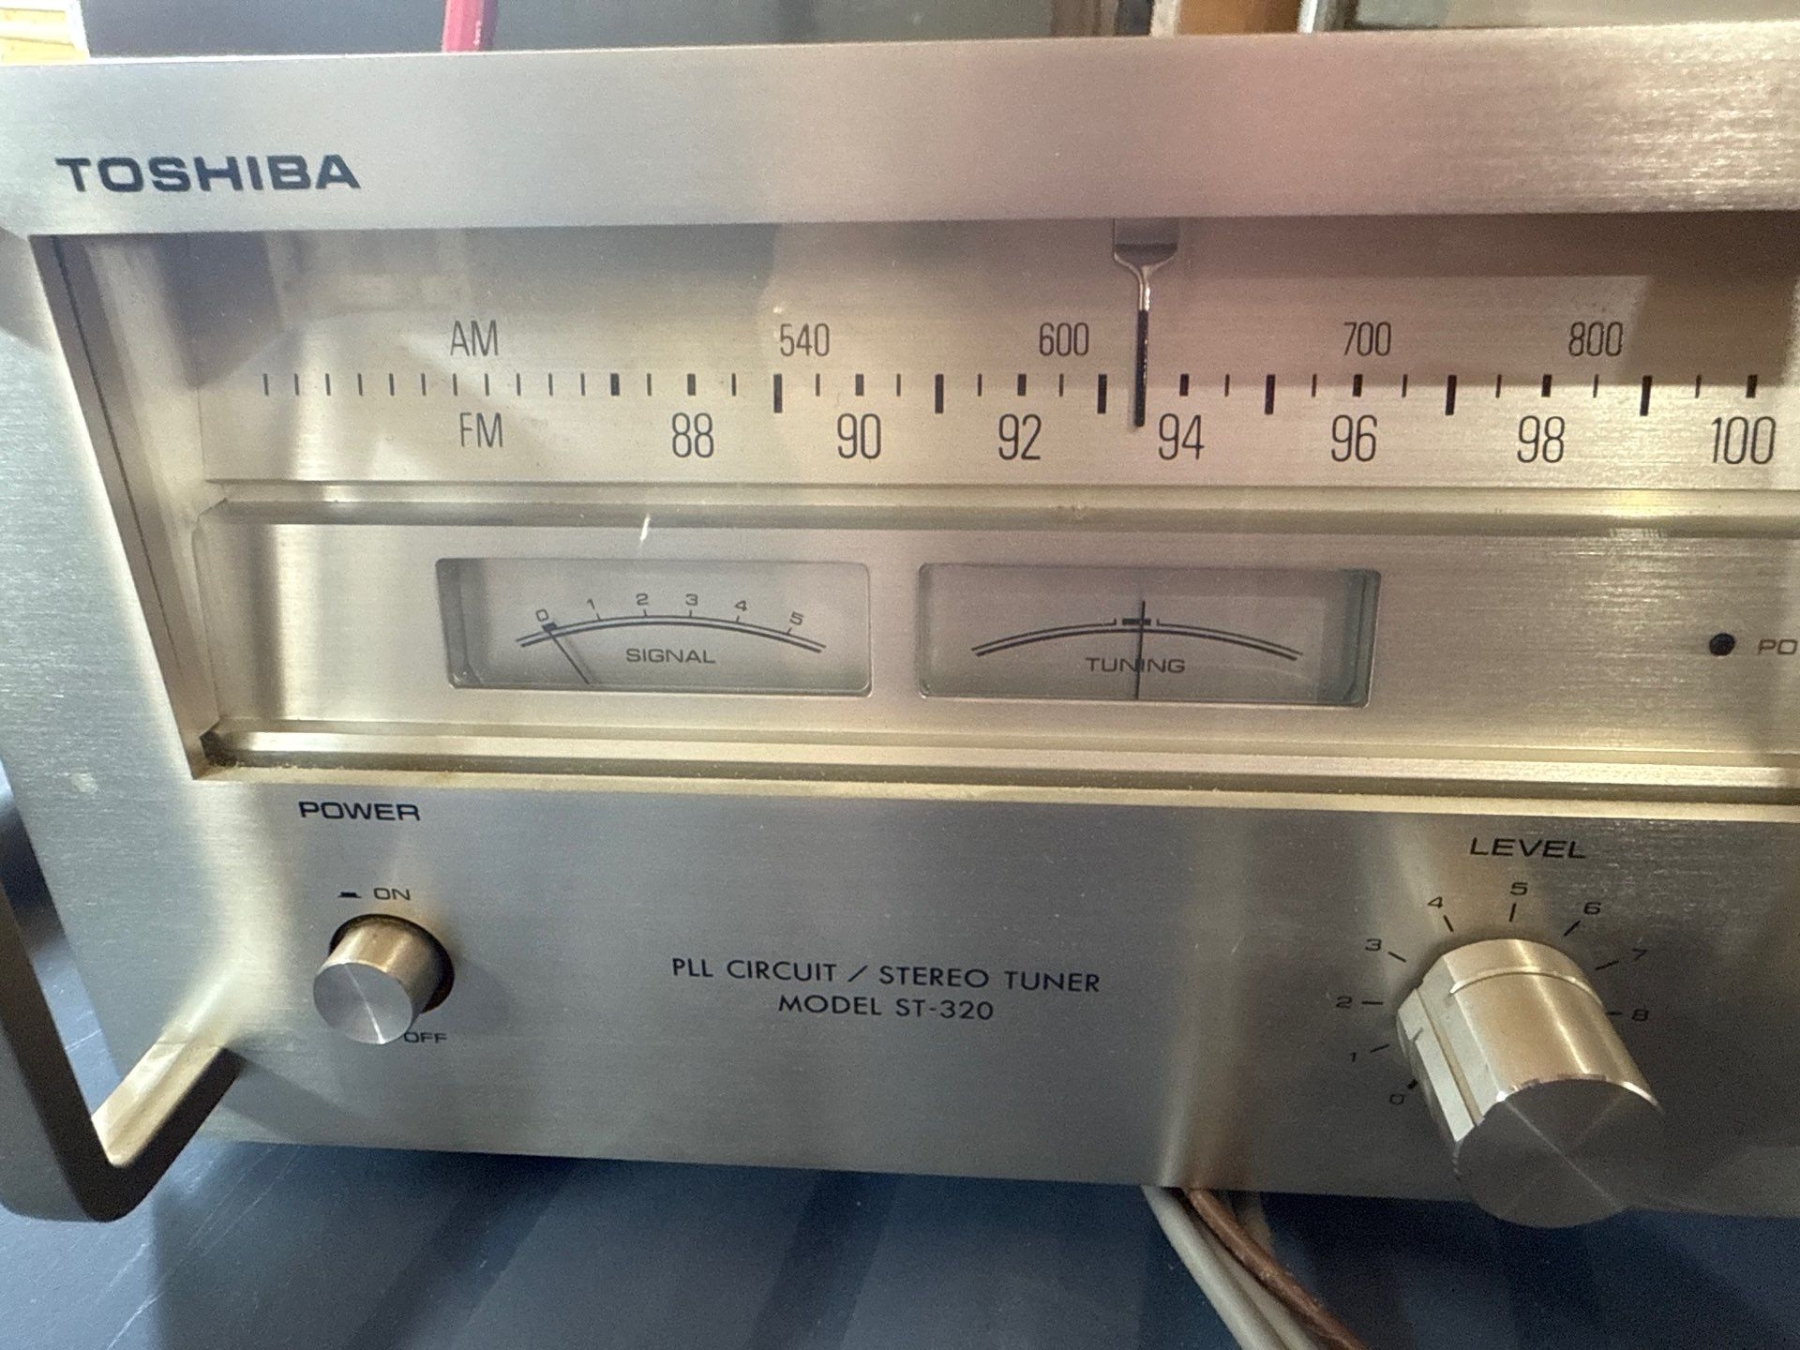 TOSHIBA
AM 540 600 700 800
FM 88 90 92 94 96 98 100
0 1 2 3 4 5
SIGNAL
TUNING
PO
POWER
ON
OFF
PLL CIRCUIT / STEREO TUNER
MODEL ST-320
LEVEL
0 1 2 3 4 5 6 7 8